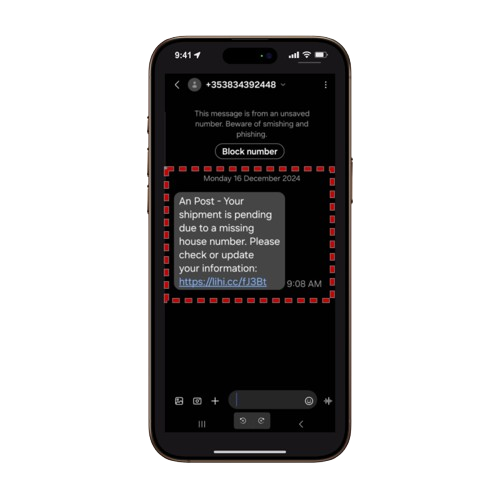 9:41
+353834392448
This message is from an unsaved
number. Beware of smishing and
phishing.
Block number
Monday 16 December 2024
An Post - Your
shipment is pending
due to a missing
house number. Please
check or update
your information:
https://lihi.cc/fJ3Bt
9:08 AM